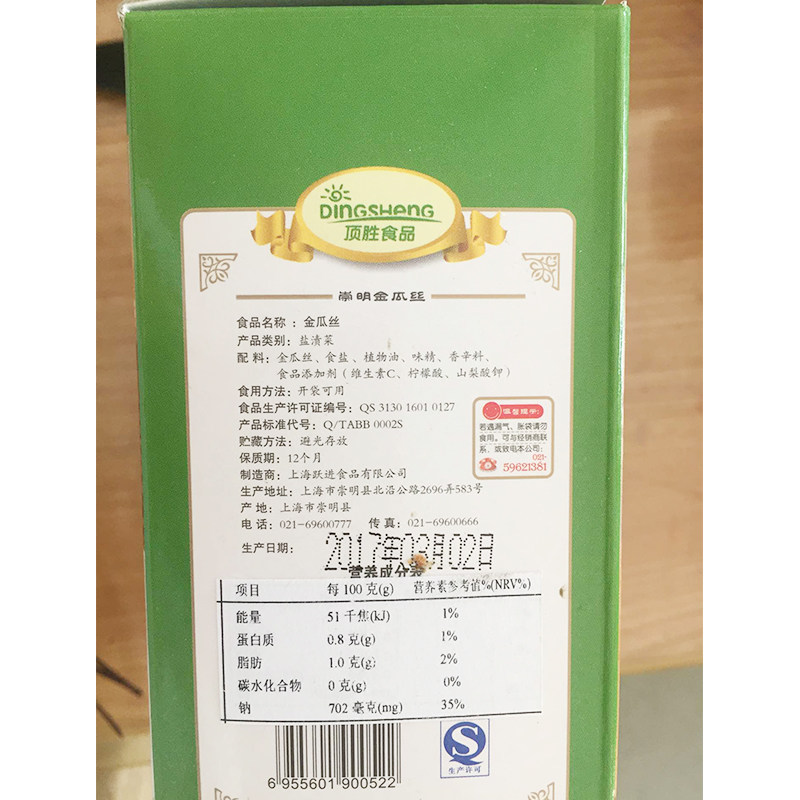 DINGSHENG
顶胜食品
崇明金瓜丝
食品名称：金瓜丝
产品类别：盐渍菜
配料：金瓜丝、食盐、植物油、味精、香辛料、
食品添加剂（维生素C、柠檬酸、山梨酸钾）
食用方法：开袋可用
食品生产许可证编号：QS 3130 1601 0127
产品标准代号：Q/TABB 0002S
贮藏方法：避光存放
保质期：12个月
制造商：上海跃进食品有限公司
生产地址：上海市崇明县北沿公路2696弄583号
产地：上海市崇明县
电话：021-69600777 传真：021-69600666
生产日期：2017年03月02日
温馨提示:
若遇漏气、胀袋请勿
食用。可与经销商联
系，或致电本公司:
021-
59621381
营养成分表
项目 每100克(g) 营养素参考值%(NRV%)
能量 51千焦(kJ) 1%
蛋白质 0.8克(g) 1%
脂肪 1.0克(g) 2%
碳水化合物 0克(g) 0%
钠 702毫克(mg) 35%
6 955601 900522
生产许可